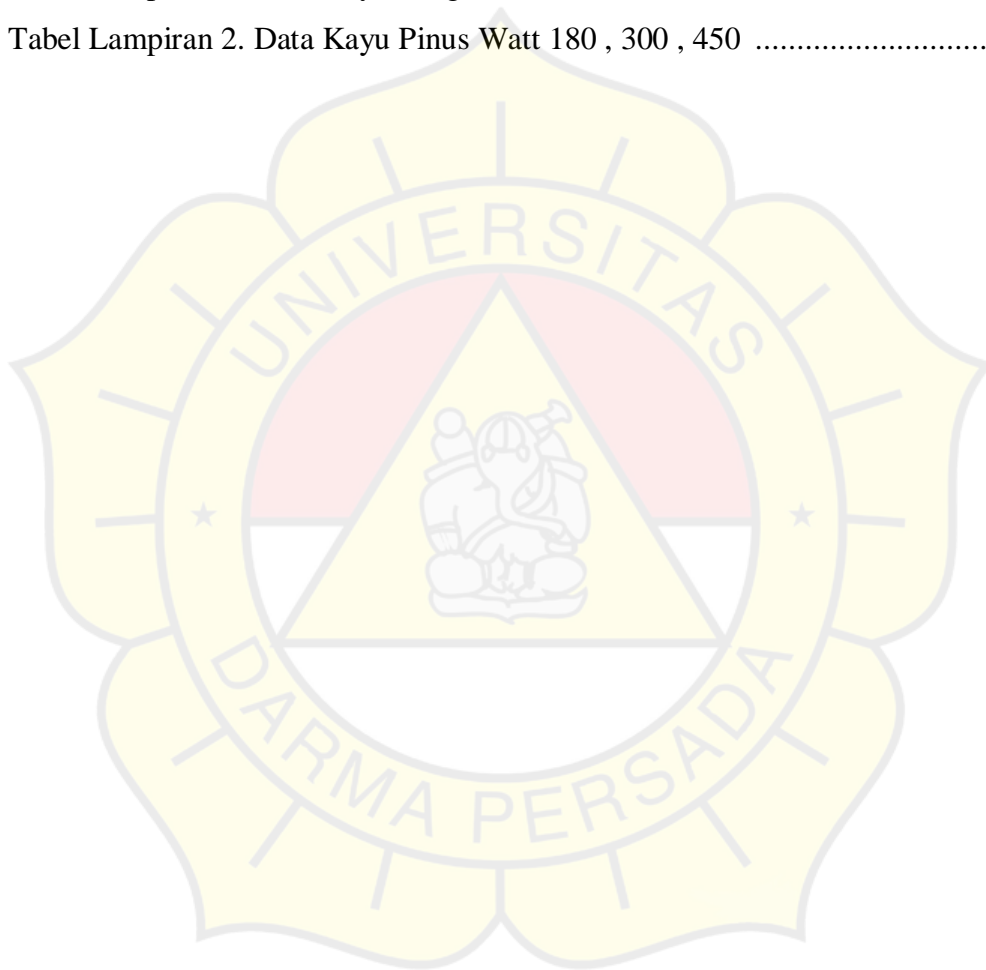 Tabel Lampiran 2. Data Kayu Pinus Watt 180 , 300 , 450 ............................
UNIVERSITAS
DARMA PERSADA